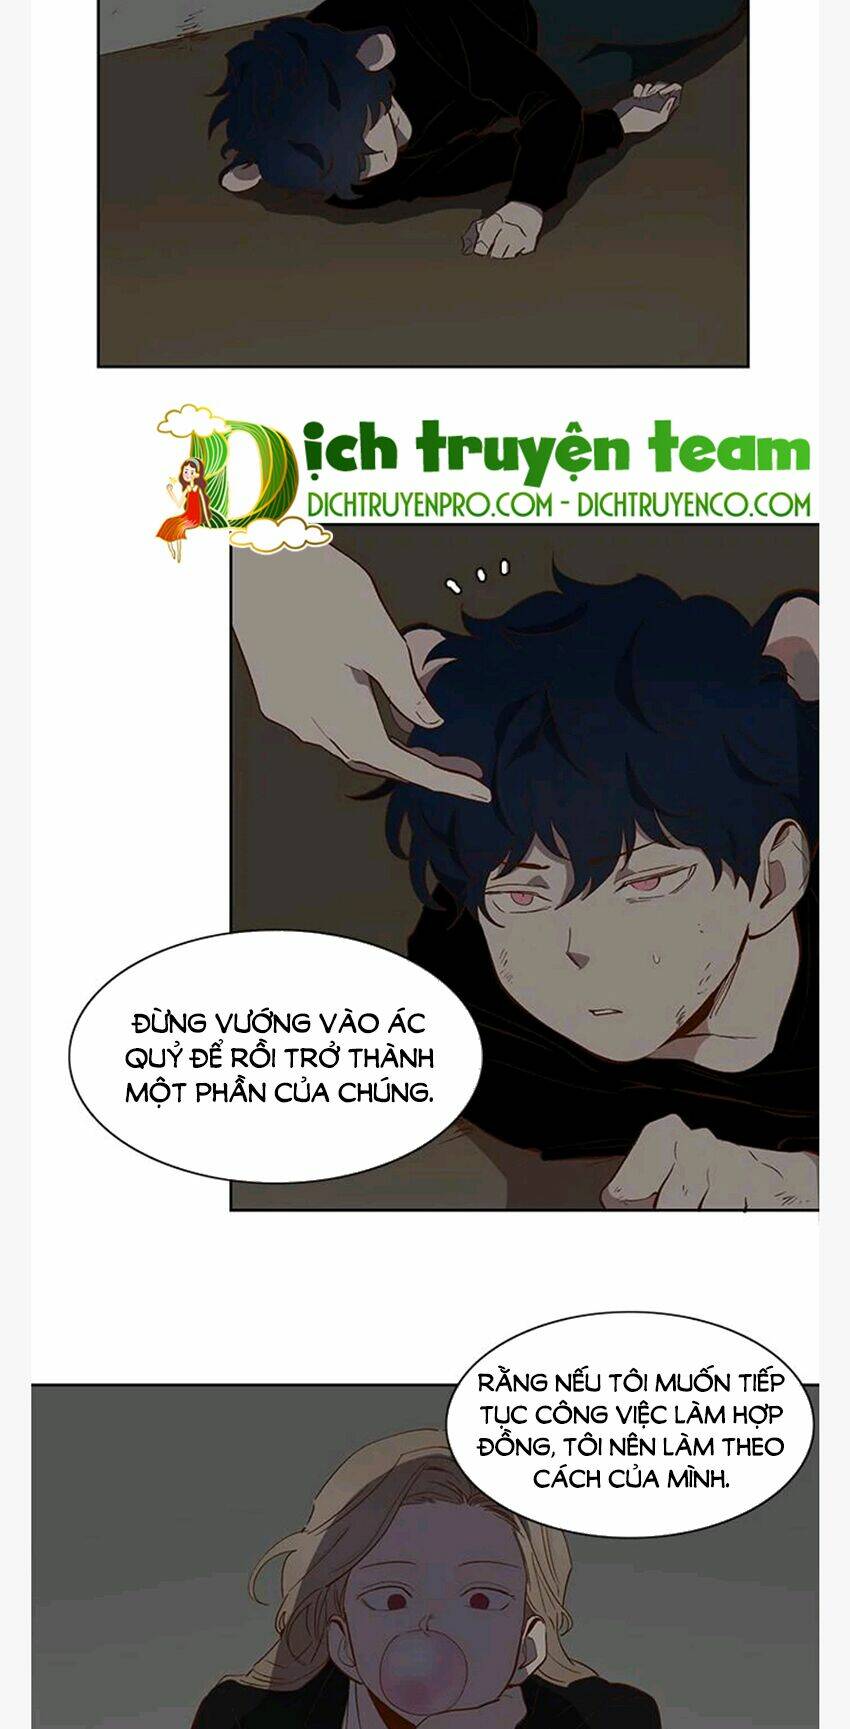 Dịch truyện team
DICHTRUYENPRO.COM - DICHTRUYENCO.COM
ĐỪNG VƯỚNG VÀO ÁC
QUỶ ĐỂ RỒI TRỞ THÀNH
MỘT PHẦN CỦA CHÚNG.
RẰNG NẾU TÔI MUỐN TIẾP
TỤC CÔNG VIỆC LÀM HỢP
ĐỒNG, TÔI NÊN LÀM THEO
CÁCH CỦA MÌNH.